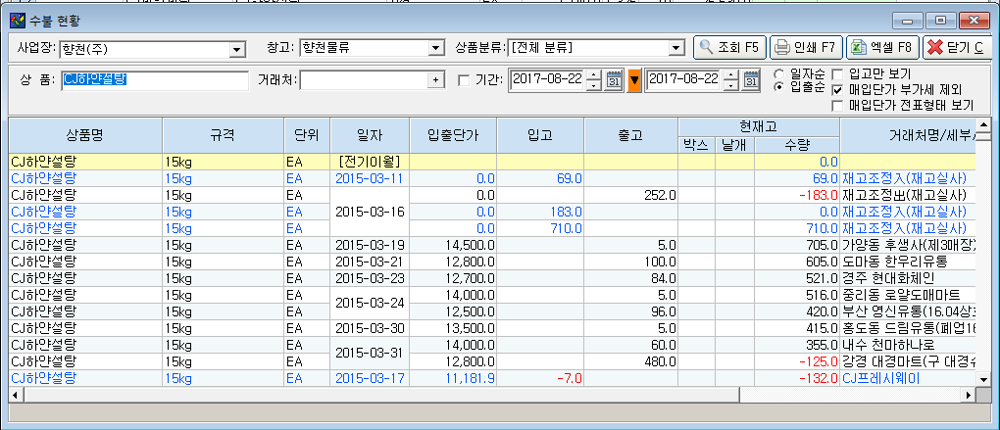 수불 현황
사업장: 향천(주) 창고: 향천물류 상품분류: [전체 분류] 조회 F5 인쇄 F7 엑셀 F8 닫기 C
상 품: CJ하얀설탕 거래처: + 기간: 2017-08-22 2017-08-22 일자순 입고만 보기
입출순 매입단가 부가세 제외
매입단가 전표형태 보기
상품명 규격 단위 일자 입출단가 입고 출고 현재고 거래처명/세부
박스 낱개 수량
CJ하얀설탕 15kg EA [전기이월] 0.0
CJ하얀설탕 15kg EA 2015-03-11 0.0 69.0 69.0 재고조정入(재고실사)
CJ하얀설탕 15kg EA 2015-03-16 0.0 252.0 -183.0 재고조정出(재고실사)
CJ하얀설탕 15kg EA 0.0 183.0 0.0 재고조정入(재고실사)
CJ하얀설탕 15kg EA 0.0 710.0 710.0 재고조정入(재고실사)
CJ하얀설탕 15kg EA 2015-03-19 14,500.0 5.0 705.0 가양동 후생사(제3매장)
CJ하얀설탕 15kg EA 2015-03-21 12,800.0 100.0 605.0 도마동 한우리유통
CJ하얀설탕 15kg EA 2015-03-23 12,700.0 84.0 521.0 경주 현대화체인
CJ하얀설탕 15kg EA 2015-03-24 14,000.0 5.0 516.0 중리동 로얄도매마트
CJ하얀설탕 15kg EA 12,500.0 96.0 420.0 부산 영신유통(16.04상호
CJ하얀설탕 15kg EA 2015-03-30 13,500.0 5.0 415.0 홍도동 드림유통(폐업16
CJ하얀설탕 15kg EA 2015-03-31 14,000.0 60.0 355.0 내수 천마하나로
CJ하얀설탕 15kg EA 12,800.0 480.0 -125.0 강경 대경마트(구 대경수
CJ하얀설탕 15kg EA 2015-03-17 11,181.9 -7.0 -132.0 CJ프레시웨이